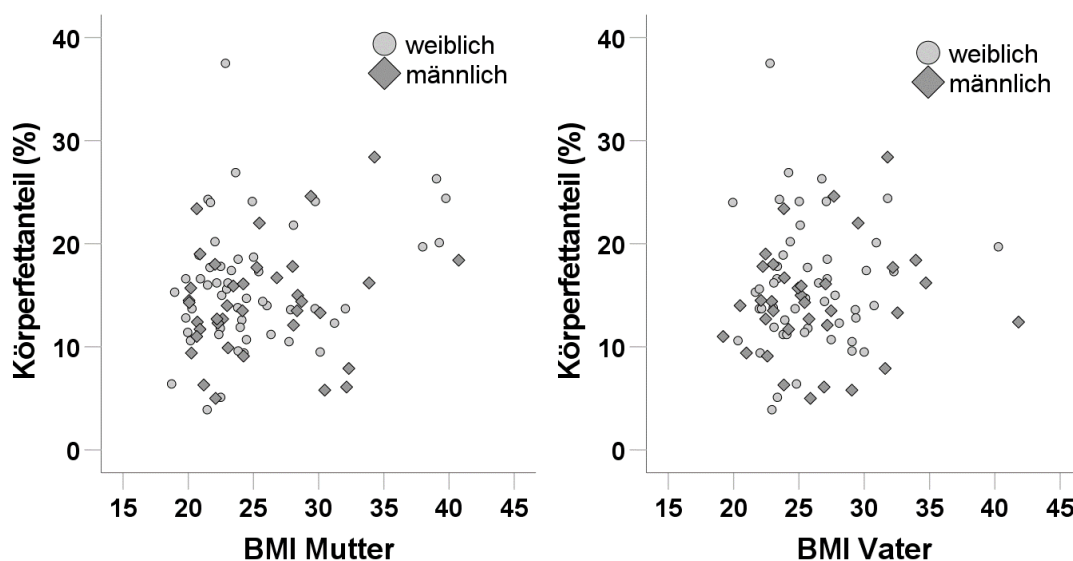 40
30
20
10
0
Körperfettanteil (%)
weiblich
männlich
15 20 25 30 35 40 45
BMI Mutter
40
30
20
10
0
Körperfettanteil (%)
weiblich
männlich
15 20 25 30 35 40 45
BMI Vater